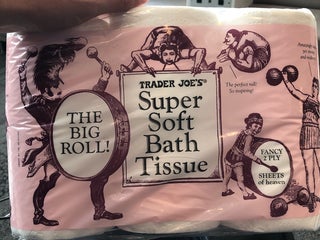 TRADER JOE'S®
Super
Soft
Bath
Tissue
THE
BIG
ROLL!
The perfect roll!
So inspiring!
FANCY
2 PLY
SHEETS
of heaven